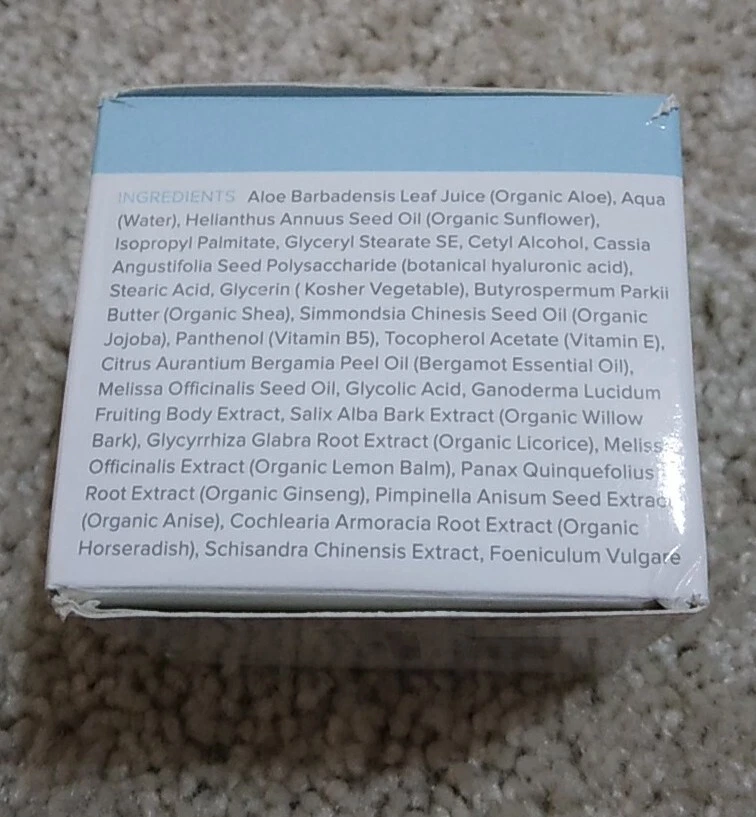 INGREDIENTS Aloe Barbadensis Leaf Juice (Organic Aloe), Aqua
(Water), Helianthus Annuus Seed Oil (Organic Sunflower),
Isopropyl Palmitate, Glyceryl Stearate SE, Cetyl Alcohol, Cassia
Angustifolia Seed Polysaccharide (botanical hyaluronic acid),
Stearic Acid, Glycerin ( Kosher Vegetable), Butyrospermum Parkii
Butter (Organic Shea), Simmondsia Chinesis Seed Oil (Organic
Jojoba), Panthenol (Vitamin B5), Tocopherol Acetate (Vitamin E),
Citrus Aurantium Bergamia Peel Oil (Bergamot Essential Oil),
Melissa Officinalis Seed Oil, Glycolic Acid, Ganoderma Lucidum
Fruiting Body Extract, Salix Alba Bark Extract (Organic Willow
Bark), Glycyrrhiza Glabra Root Extract (Organic Licorice), Melissa
Officinalis Extract (Organic Lemon Balm), Panax Quinquefolius
Root Extract (Organic Ginseng), Pimpinella Anisum Seed Extract
(Organic Anise), Cochlearia Armoracia Root Extract (Organic
Horseradish), Schisandra Chinensis Extract, Foeniculum Vulgare